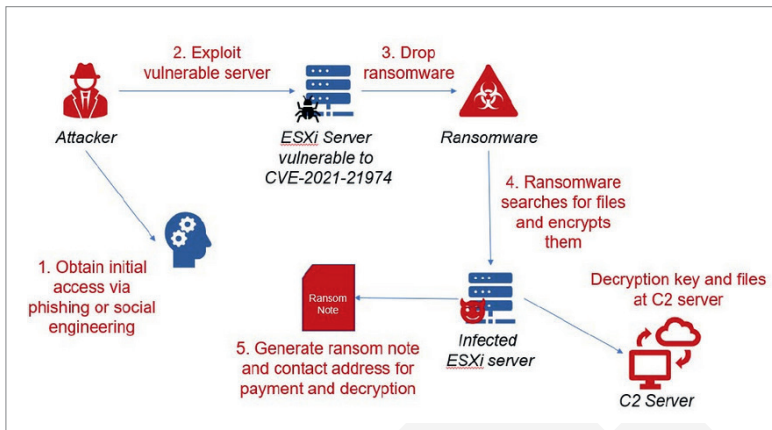 2. Exploit
vulnerable server
3. Drop
ransomware
Attacker
ESXi Server
vulnerable to
CVE-2021-21974
Ransomware
4. Ransomware
searches for files
and encrypts
them
1. Obtain initial
access via
phishing or social
engineering
Ransom
Note
5. Generate ransom note
and contact address for
payment and decryption
Infected
ESXi server
Decryption key and files
at C2 server
C2 Server